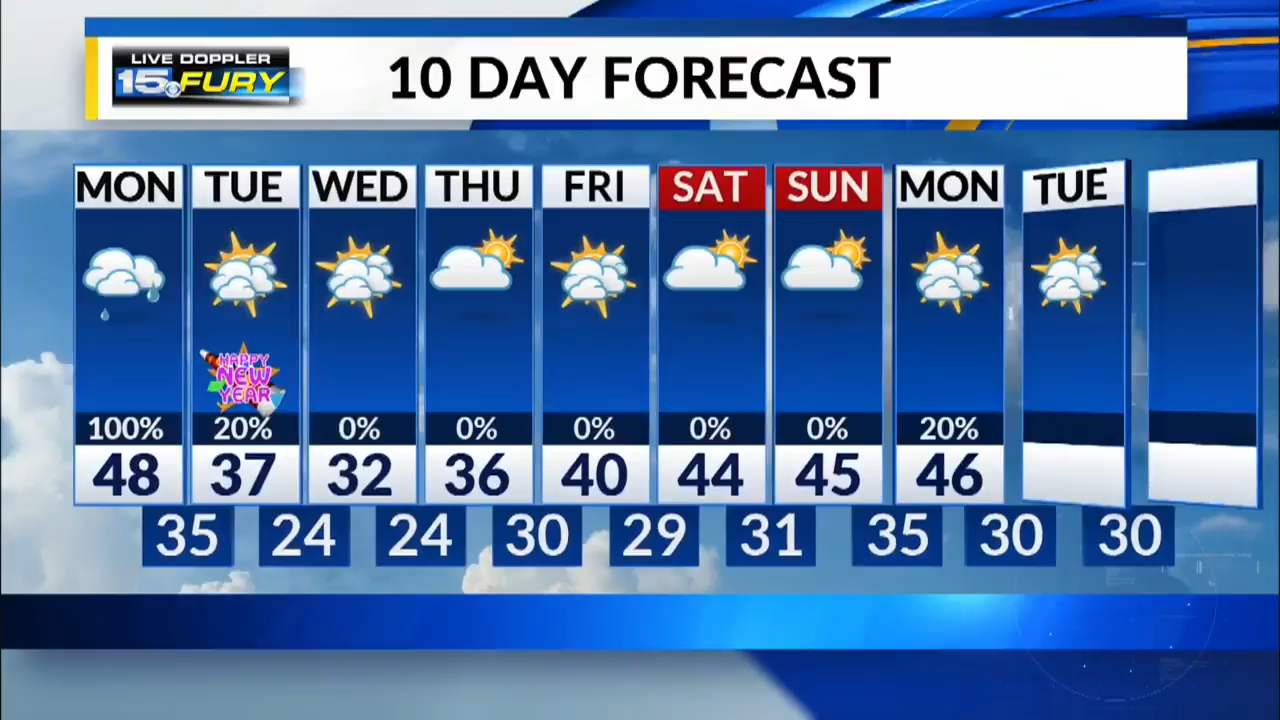 LIVE DOPPLER
15 FURY
10 DAY FORECAST
MON TUE WED THU FRI SAT SUN MON TUE
HAPPY
NEW
YEAR
100% 20% 0% 0% 0% 0% 0% 20%
48 37 32 36 40 44 45 46
35 24 24 30 29 31 35 30 30